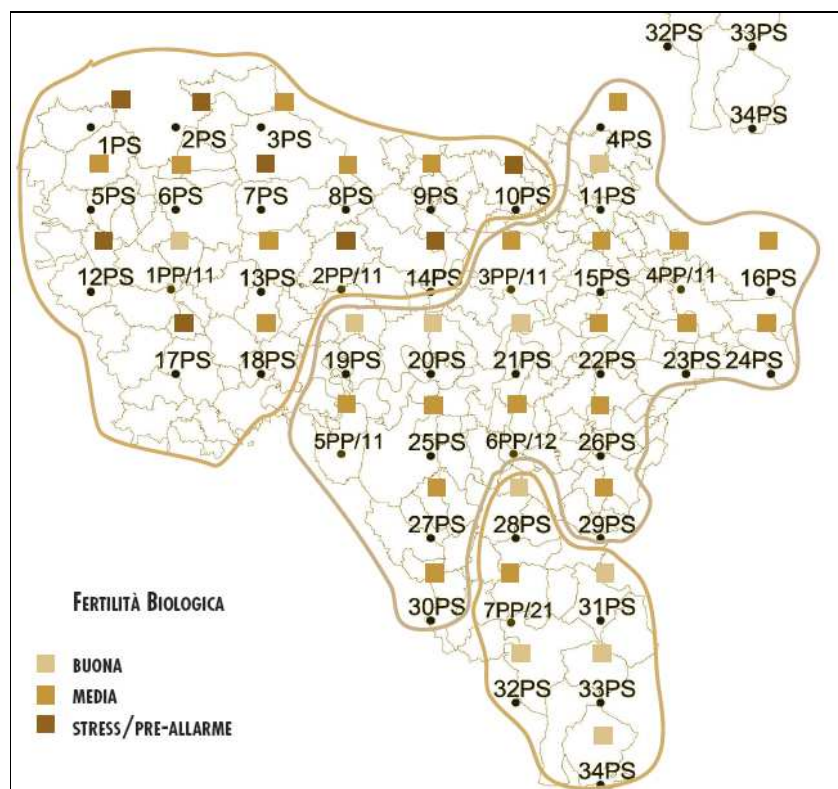 32PS 33PS
34PS
1PS 2PS 3PS 4PS
5PS 6PS 7PS 8PS 9PS 10PS 11PS
12PS 1PP/11 13PS 2PP/11 14PS 3PP/11 15PS 4PP/11 16PS
17PS 18PS 19PS 20PS 21PS 22PS 23PS 24PS
5PP/11 25PS 6PP/12 26PS
27PS 28PS 29PS
30PS 7PP/21 31PS
32PS 33PS
34PS
FERTILITÀ BIOLOGICA
BUONA
MEDIA
STRESS/PRE-ALLARME